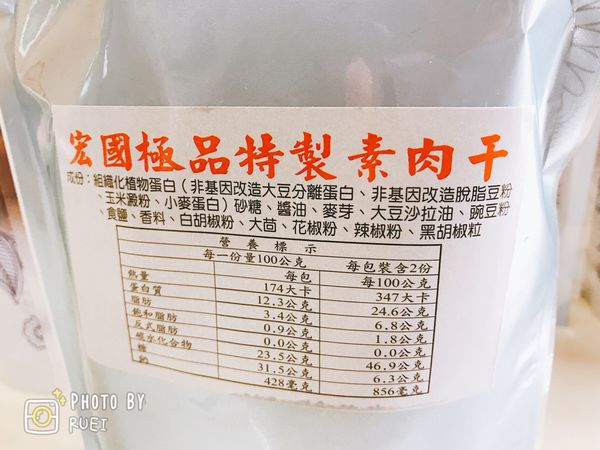 宏國極品特製素肉干
成份：組織化植物蛋白（非基因改造大豆分離蛋白、非基因改造脫脂豆粉
、玉米澱粉、小麥蛋白）砂糖、醬油、麥芽、大豆沙拉油、豌豆粉
、食鹽、香料、白胡椒粉、大茴、花椒粉、辣椒粉、黑胡椒粒
營養標示
每一份量100公克 每包裝含2份
每包 每100公克
熱量 174大卡 347大卡
蛋白質 12.3公克 24.6公克
脂肪 3.4公克 6.8公克
飽和脂肪 0.9公克 1.8公克
反式脂肪 0.0公克 0.0公克
碳水化合物 23.5公克 46.9公克
糖 31.5公克 6.3公克
鈉 428毫克 856毫克
PHOTO BY
RUEI